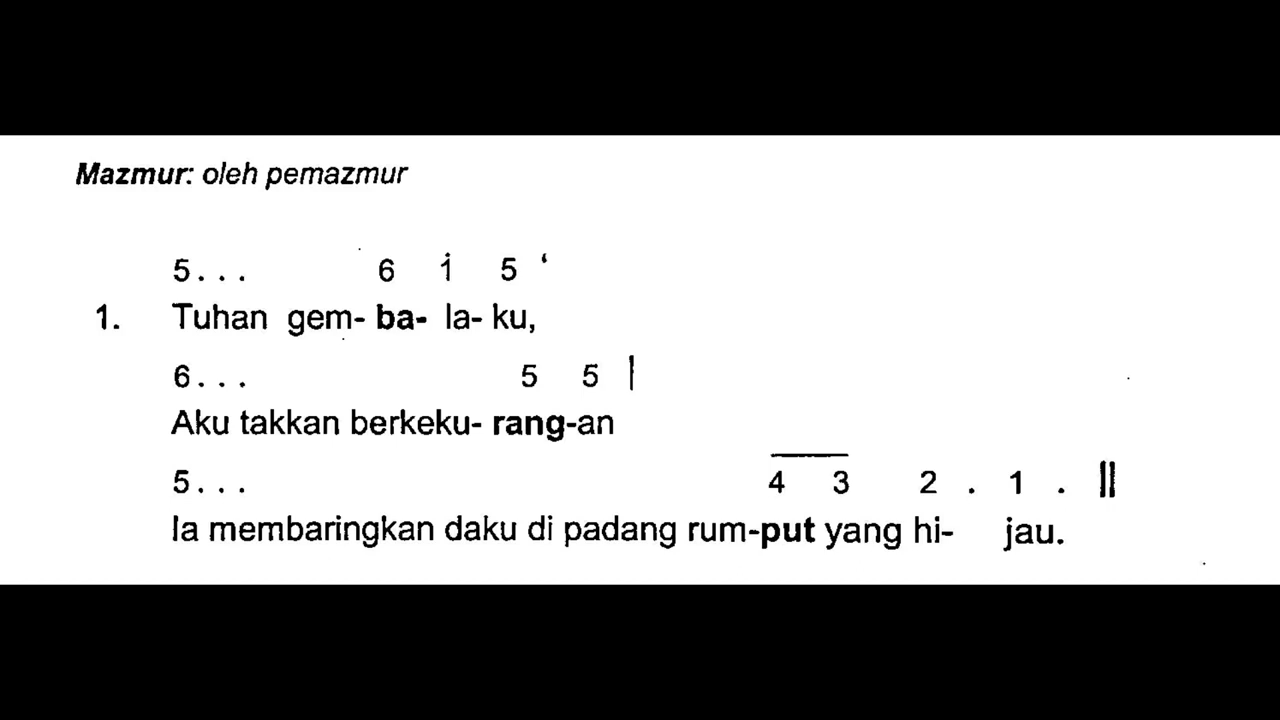 Mazmur: oleh pemazmur
5... 6 1̇ 5 ‘
1. Tuhan gem- ba- la- ku,
6... 5 5 |
Aku takkan berkeku- rang-an
5... 4 3 2 . 1 . ||
Ia membaringkan daku di padang rum-put yang hi- jau.